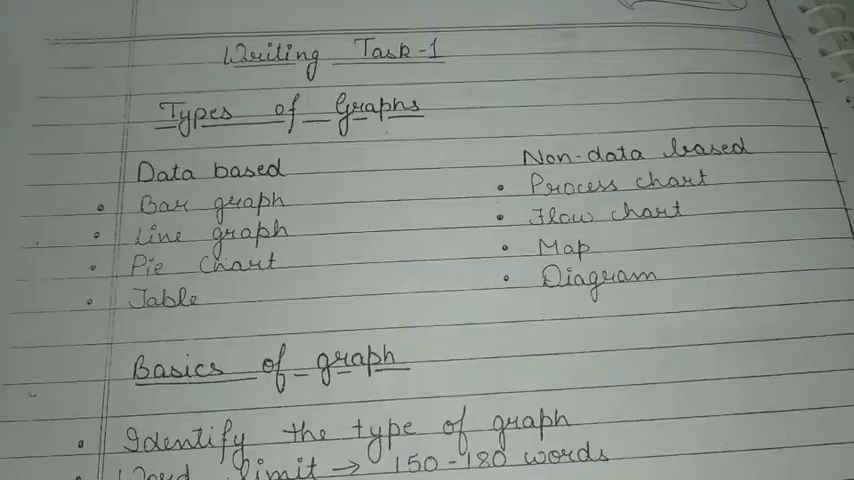 Writing Task-1
Types of Graphs
Data based
• Bar graph
• Line graph
• Pie chart
• Table
Non-data based
• Process chart
• Flow chart
• Map
• Diagram
Basics of graph
• Identify the type of graph
• Word limit → 150-180 words